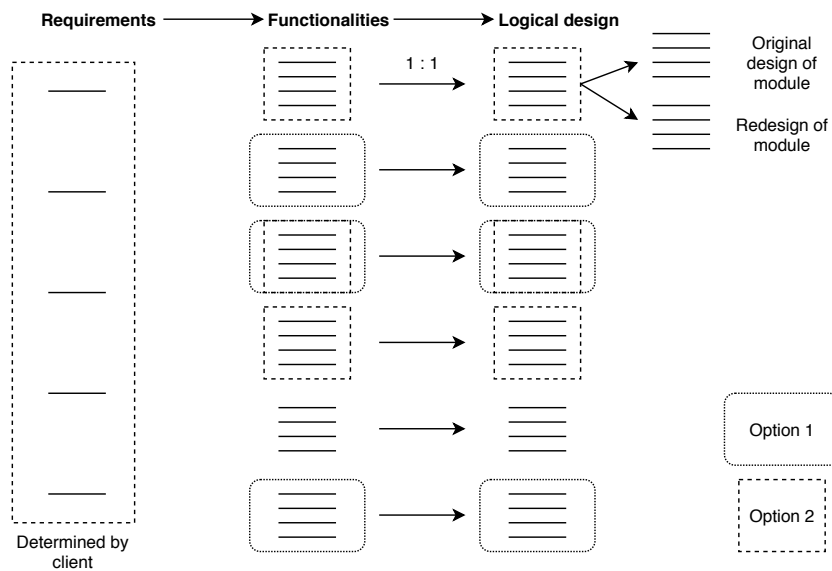 Requirements
Functionalities
Logical design
1 : 1
Original
design of
module
Redesign of
module
Option 1
Option 2
Determined by
client